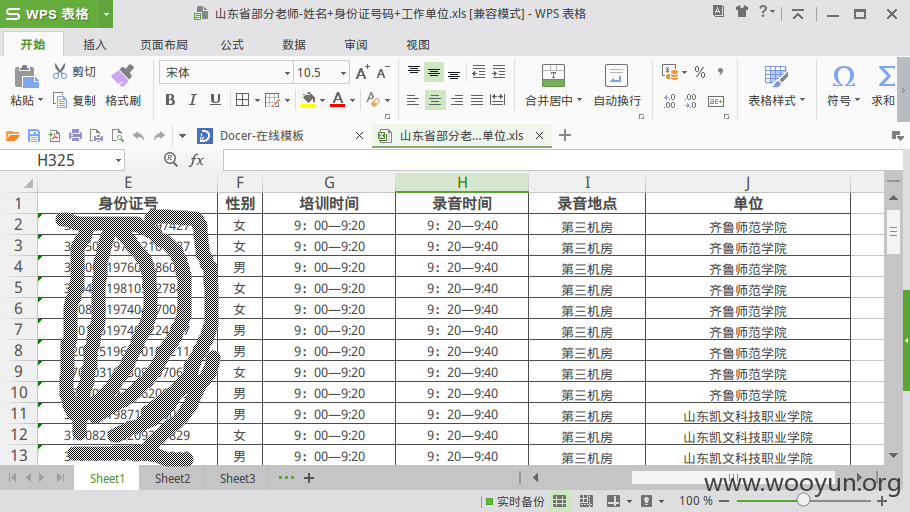 WPS 表格 山东省部分老师-姓名+身份证号码+工作单位.xls [兼容模式] - WPS 表格
开始 插入 页面布局 公式 数据 审阅 视图
剪切 宋体 10.5 A+ A-
粘贴 复制 格式刷 B I U A 合并居中 自动换行 表格样式 符号 求和
Docer-在线模板 山东省部分老...单位.xls
H325 fx
E F G H I J
1 身份证号 性别 培训时间 录音时间 录音地点 单位
2 女 9：00—9:20 9：20—9:40 第三机房 齐鲁师范学院
3 女 9：00—9:20 9：20—9:40 第三机房 齐鲁师范学院
4 男 9：00—9:20 9：20—9:40 第三机房 齐鲁师范学院
5 女 9：00—9:20 9：20—9:40 第三机房 齐鲁师范学院
6 女 9：00—9:20 9：20—9:40 第三机房 齐鲁师范学院
7 男 9：00—9:20 9：20—9:40 第三机房 齐鲁师范学院
8 男 9：00—9:20 9：20—9:40 第三机房 齐鲁师范学院
9 女 9：00—9:20 9：20—9:40 第三机房 齐鲁师范学院
10 男 9：00—9:20 9：20—9:40 第三机房 齐鲁师范学院
11 男 9：00—9:20 9：20—9:40 第三机房 山东凯文科技职业学院
12 女 9：00—9:20 9：20—9:40 第三机房 山东凯文科技职业学院
13 男 9：00—9:20 9：20—9:40 第三机房 山东凯文科技职业学院
Sheet1 Sheet2 Sheet3
www.wooyun.org
实时备份 100 %